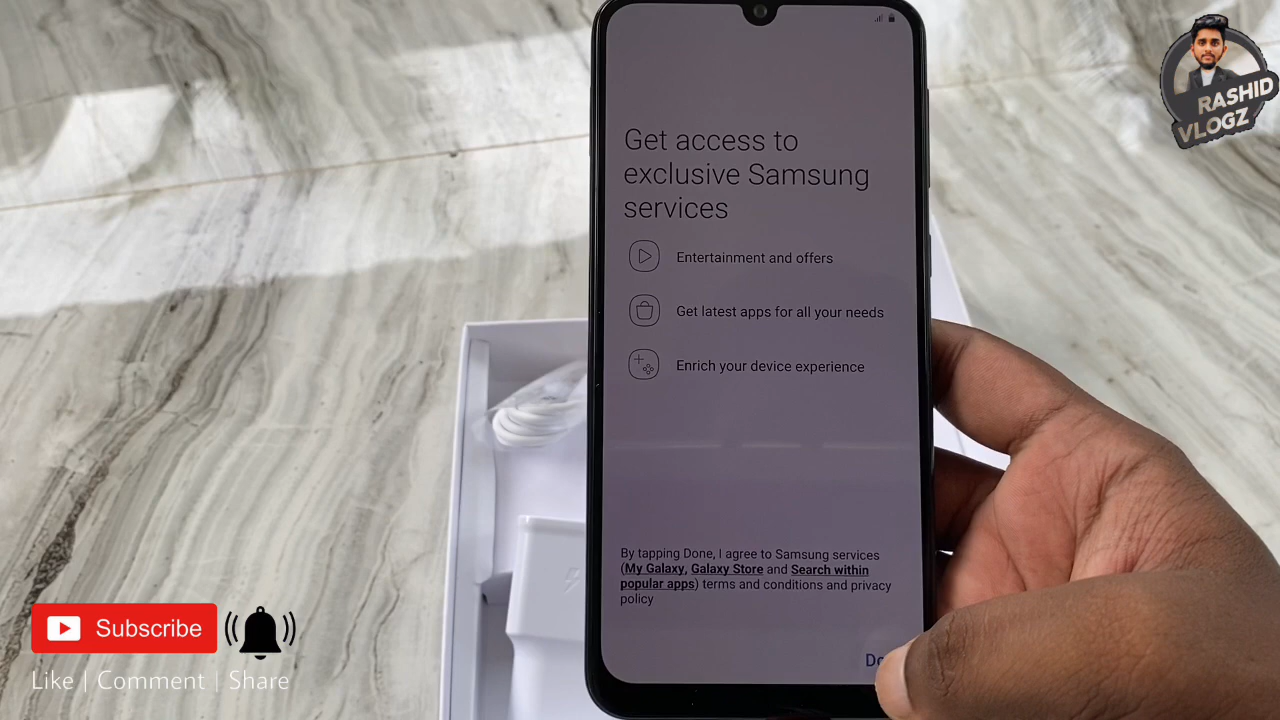 RASHID
VLOGZ
Get access to
exclusive Samsung
services
Entertainment and offers
Get latest apps for all your needs
Enrich your device experience
By tapping Done, I agree to Samsung services
(My Galaxy, Galaxy Store and Search within
popular apps) terms and conditions and privacy
policy
Subscribe
Like | Comment | Share